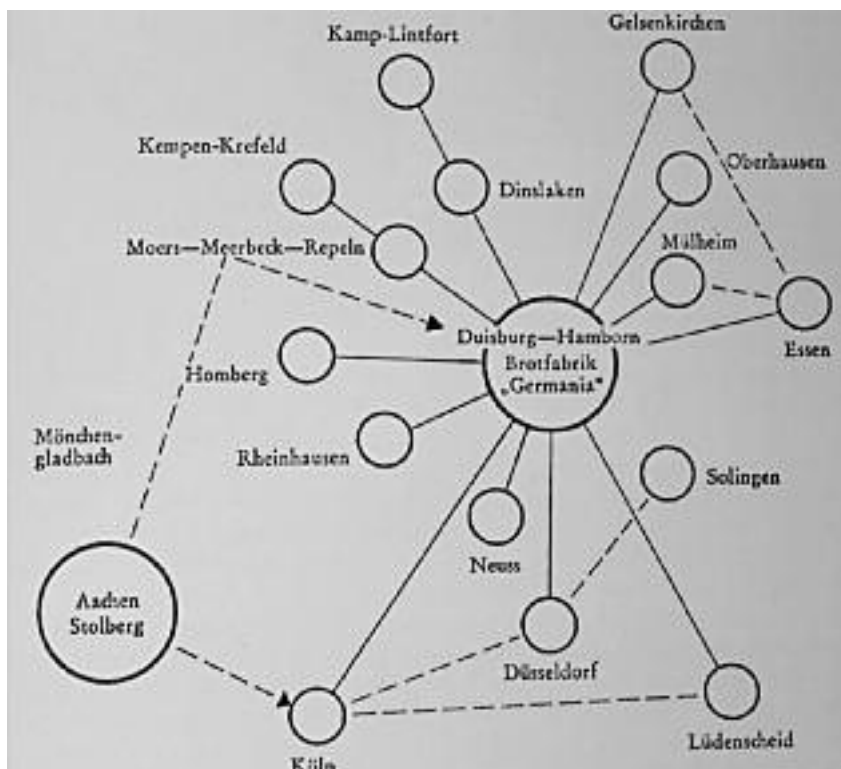 Gelsenkirchen
Kamp-Lintfort
Kempen-Krefeld
Oberhausen
Dinslaken
Moers—Meerbeck—Repeln
Mülheim
Duisburg—Hamborn
Brotfabrik
„Germania“
Essen
Homberg
Mönchen-
gladbach
Rheinhausen
Solingen
Neuss
Aachen
Stolberg
Düsseldorf
Lüdenscheid
Köln